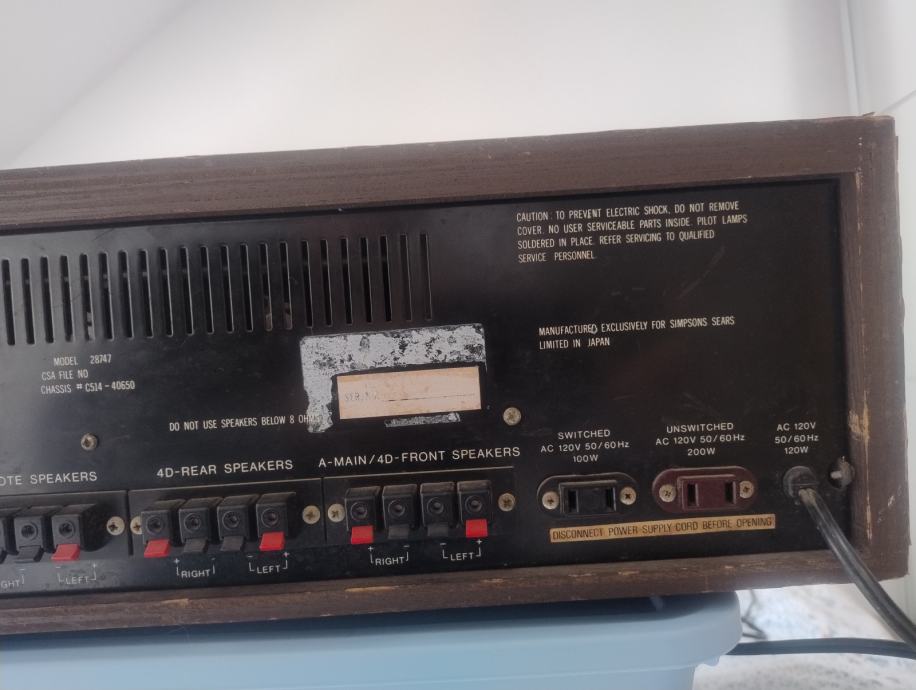 CAUTION: TO PREVENT ELECTRIC SHOCK, DO NOT REMOVE
COVER. NO USER SERVICEABLE PARTS INSIDE. PILOT LAMPS
SOLDERED IN PLACE. REFER SERVICING TO QUALIFIED
SERVICE PERSONNEL.
MANUFACTURED EXCLUSIVELY FOR SIMPSONS SEARS
LIMITED IN JAPAN
MODEL 28747
CSA FILE NO
CHASSIS # C514-40650
DO NOT USE SPEAKERS BELOW 8 OHMS
SWITCHED
AC 120V 50/60Hz
100W
UNSWITCHED
AC 120V 50/60Hz
200W
AC 120V
50/60Hz
120W
SPEAKERS
4D-REAR SPEAKERS
A-MAIN/4D-FRONT SPEAKERS
DISCONNECT POWER-SUPPLY CORD BEFORE OPENING
- LEFT +
+ RIGHT -
- LEFT +
+ RIGHT -
- LEFT +